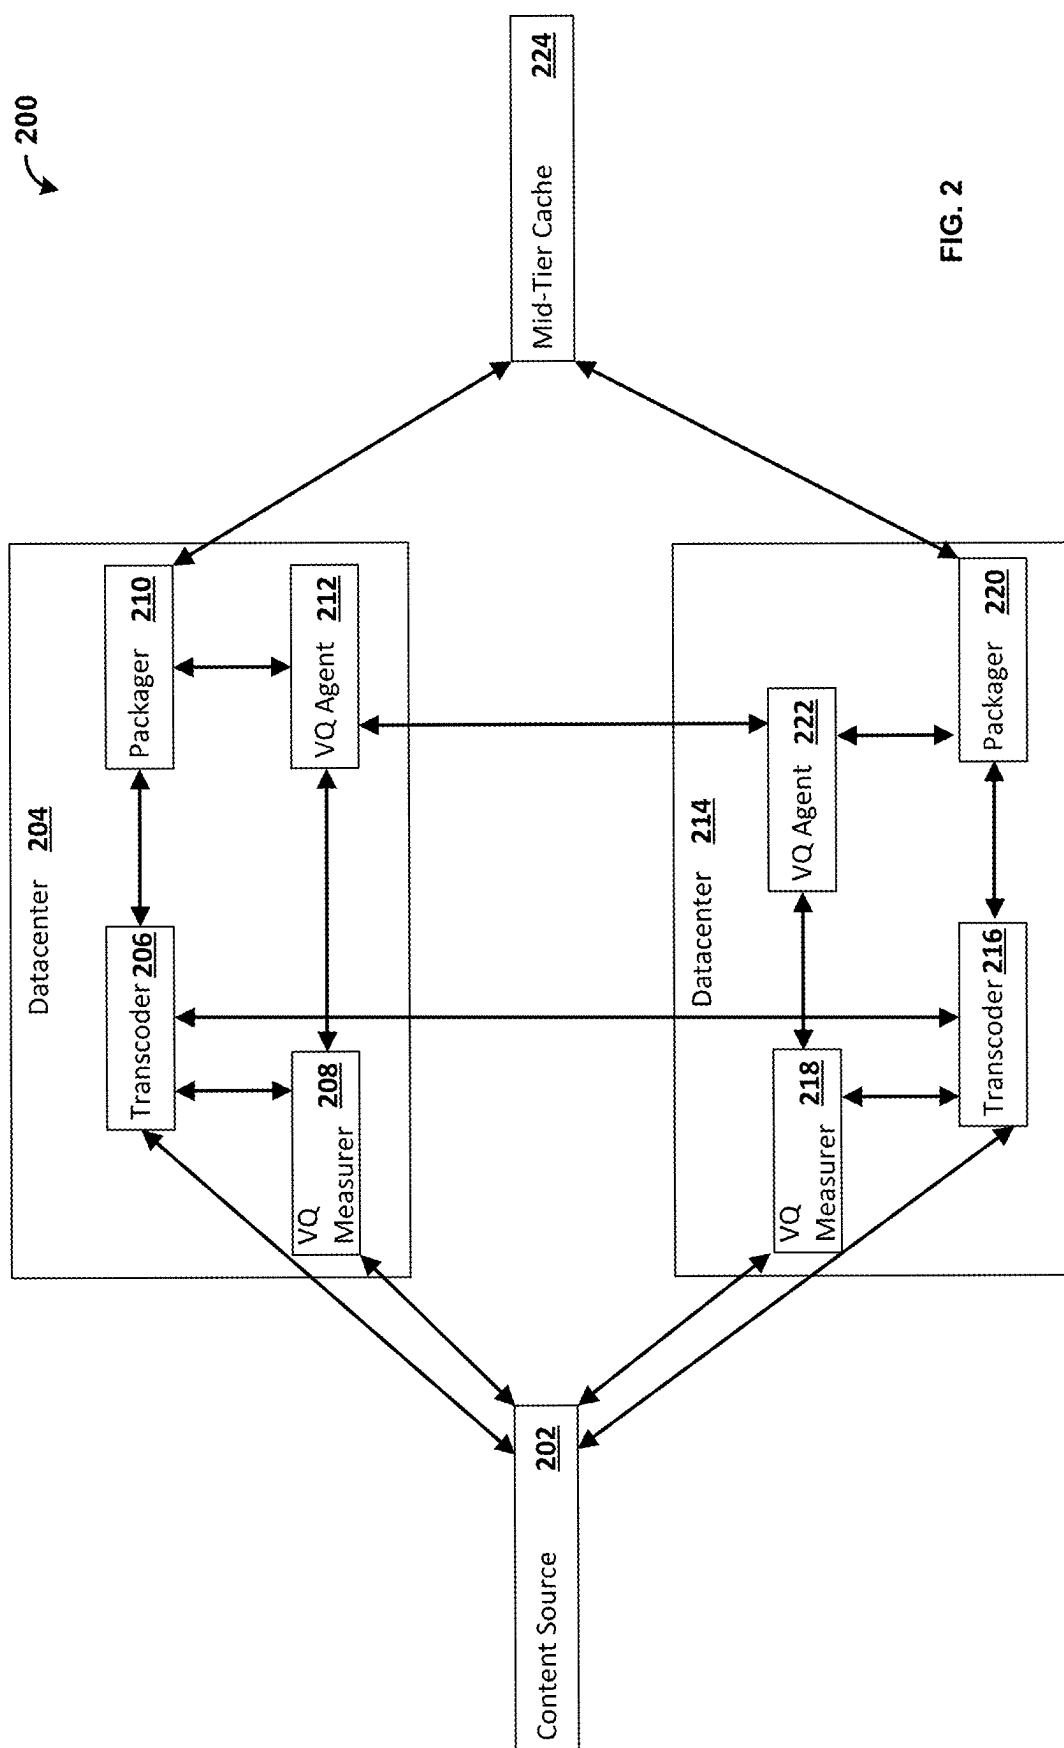 200
Datacenter 204
Transcoder 206
Packager 210
VQ
Measurer 208
VQ Agent 212
Content Source 202
Mid-Tier Cache 224
Datacenter 214
VQ
Measurer 218
VQ Agent 222
Transcoder 216
Packager 220
FIG. 2